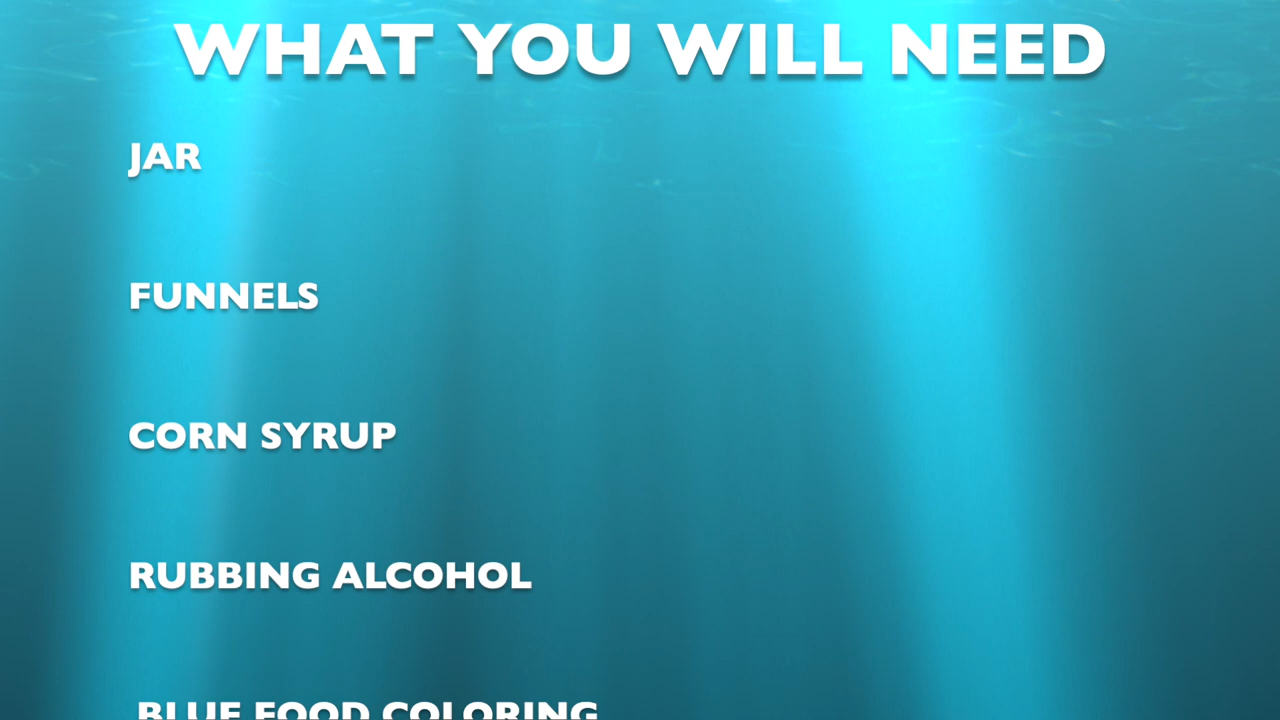 WHAT YOU WILL NEED
JAR
FUNNELS
CORN SYRUP
RUBBING ALCOHOL
BLUE FOOD COLORING